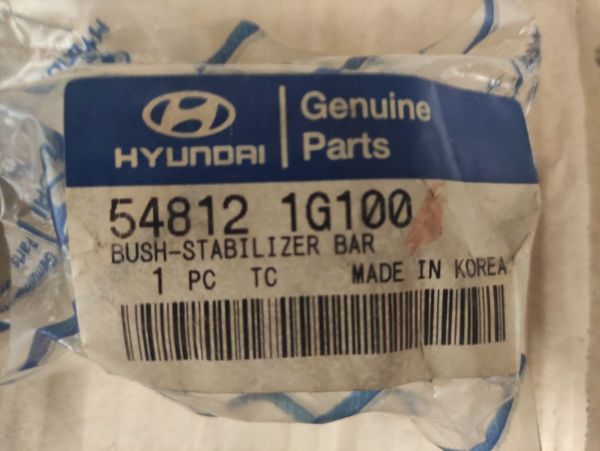 HYUNDAI
Genuine
Parts
54812 1G100
BUSH-STABILIZER BAR
1 PC TC MADE IN KOREA